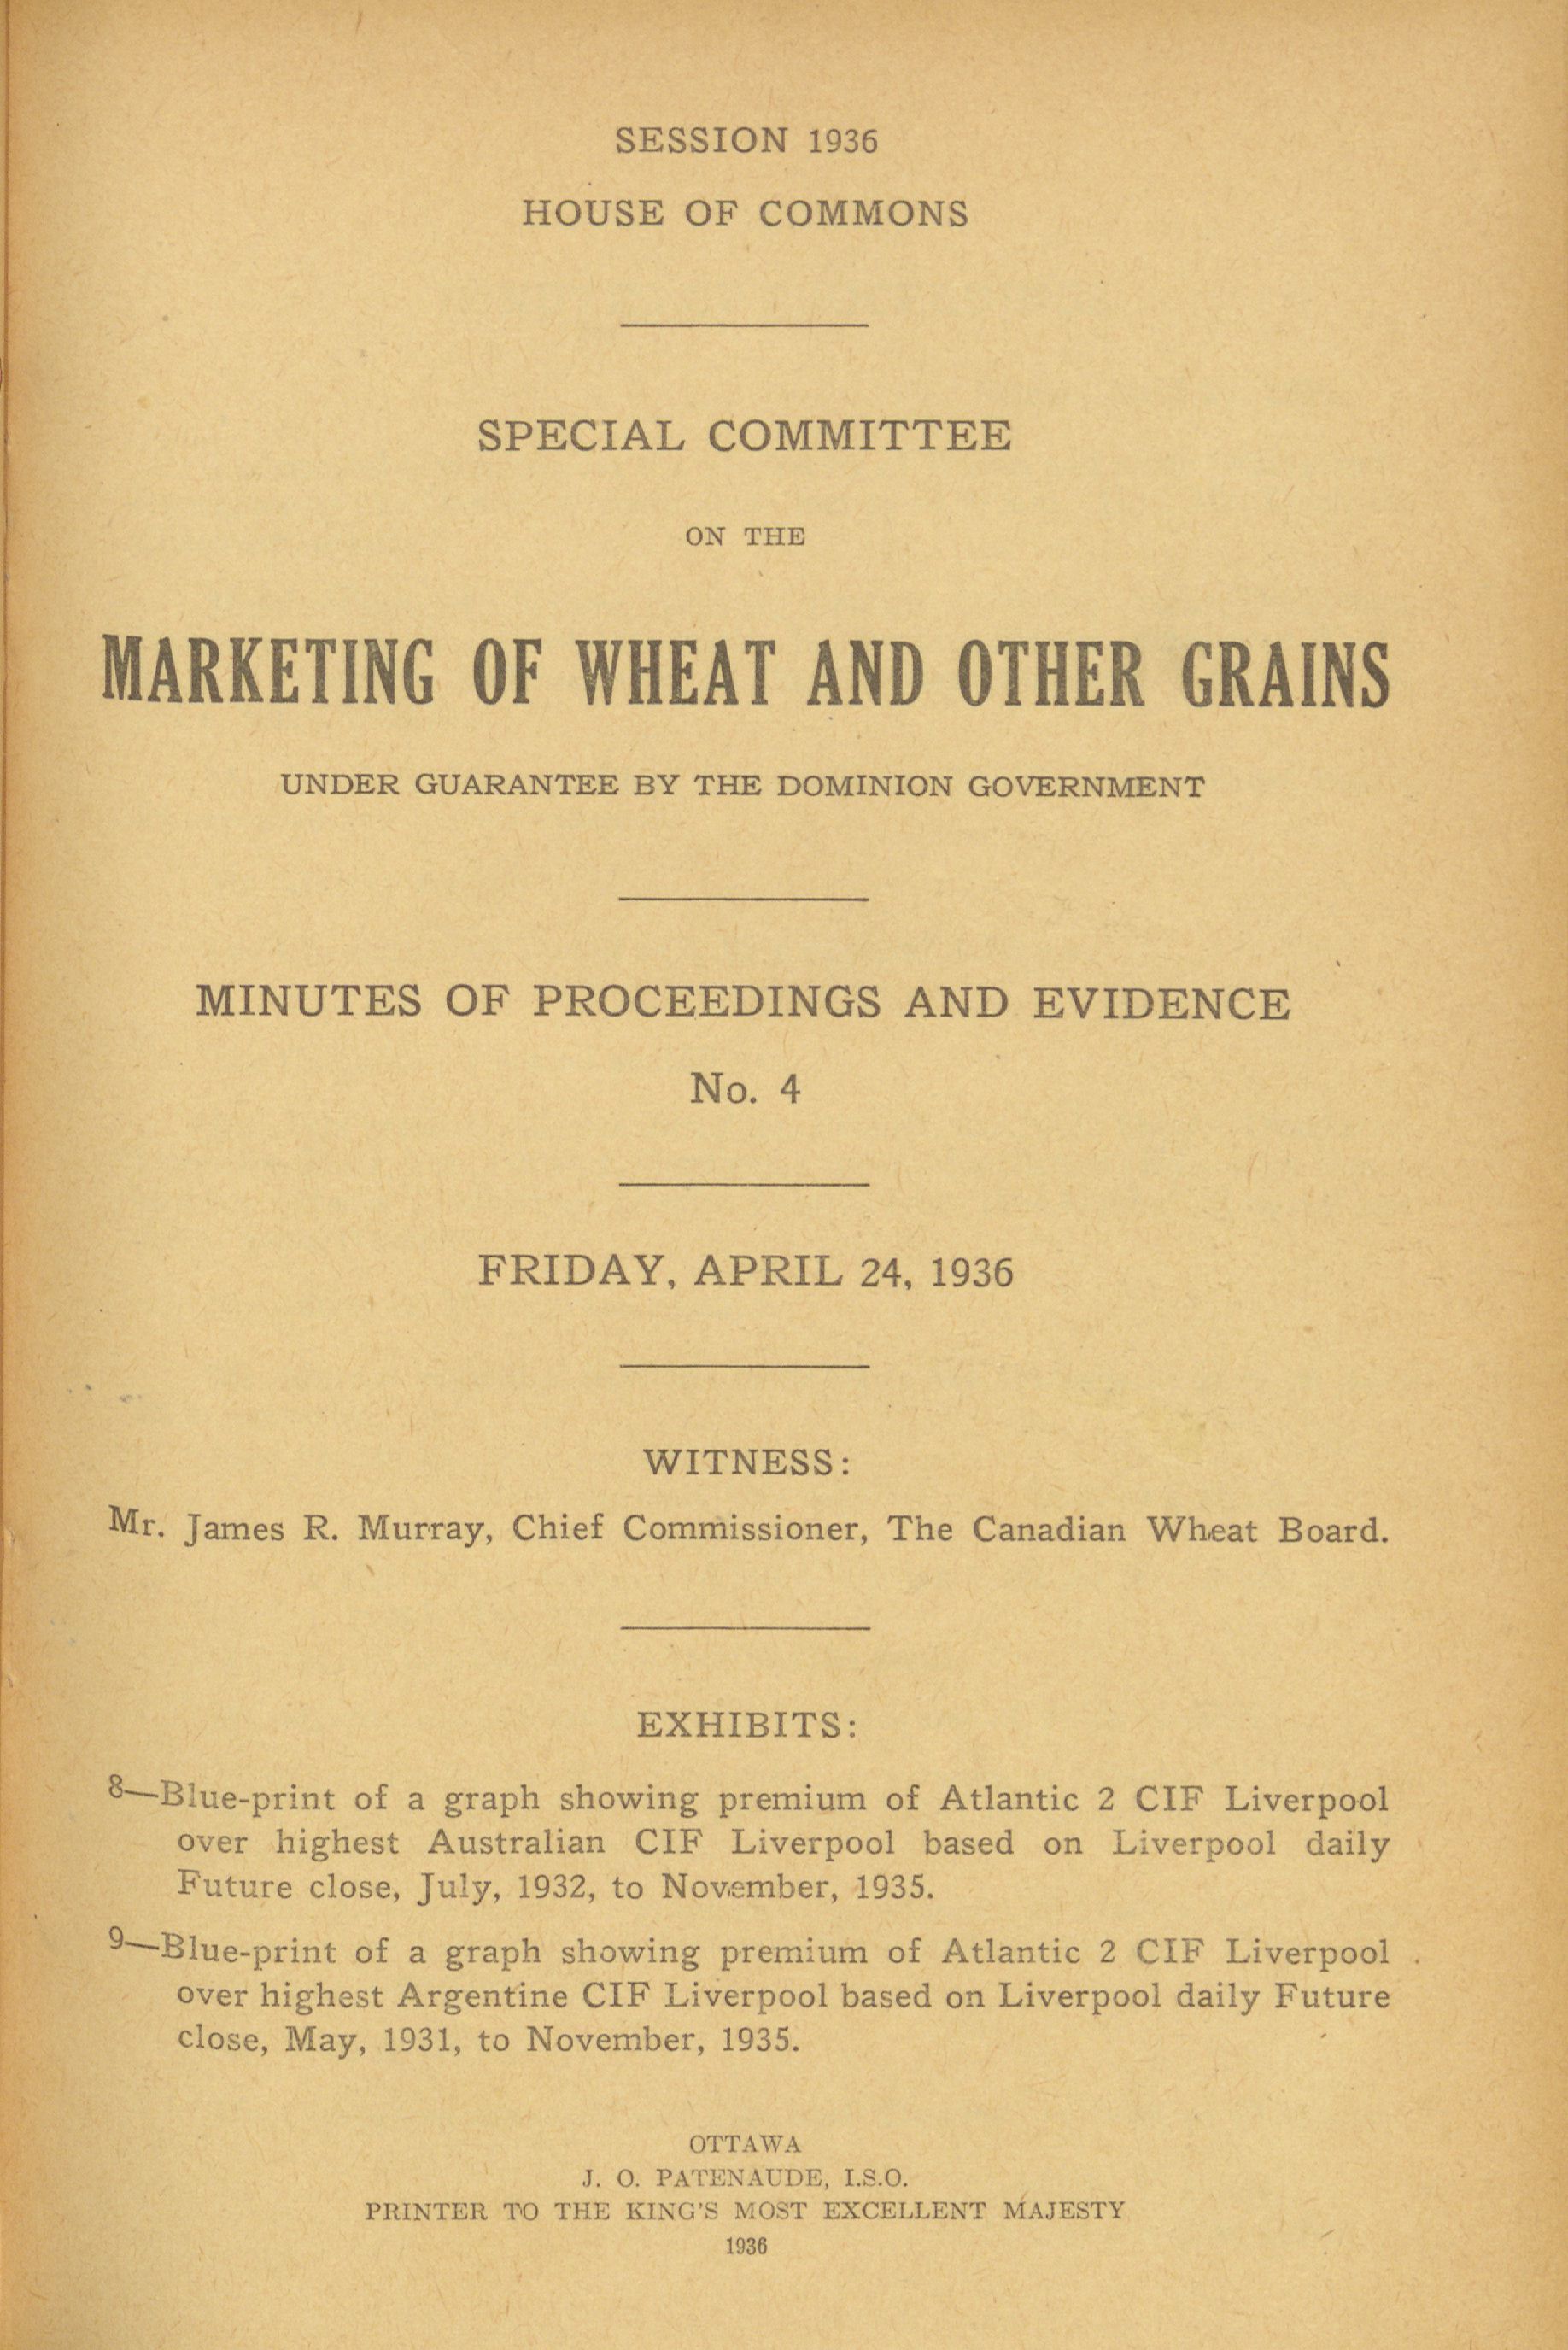 SESSION 1936
HOUSE OF COMMONS
SPECIAL COMMITTEE
ON THE
MARKETING OF WHEAT AND OTHER GRAINS
UNDER GUARANTEE BY THE DOMINION GOVERNMENT
MINUTES OF PROCEEDINGS AND EVIDENCE
No. 4
FRIDAY, APRIL 24, 1936
WITNESS:
Mr. James R. Murray, Chief Commissioner, The Canadian Wheat Board.
EXHIBITS:
8—Blue-print of a graph showing premium of Atlantic 2 CIF Liverpool
over highest Australian CIF Liverpool based on Liverpool daily
Future close, July, 1932, to November, 1935.
9—Blue-print of a graph showing premium of Atlantic 2 CIF Liverpool
over highest Argentine CIF Liverpool based on Liverpool daily Future
close, May, 1931, to November, 1935.
OTTAWA
J. O. PATENAUDE, I.S.O.
PRINTER TO THE KING'S MOST EXCELLENT MAJESTY
1936